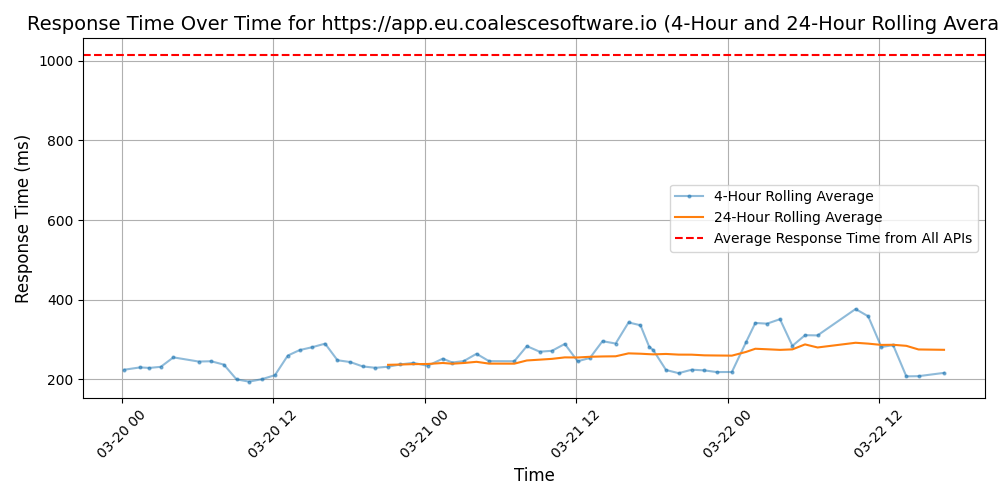 Response Time Over Time for https://app.eu.coalescesoftware.io (4-Hour and 24-Hour Rolling Avera
Response Time (ms)
1000
800
600
400
200
4-Hour Rolling Average
24-Hour Rolling Average
Average Response Time from All APIs
03-20 00
03-20 12
03-21 00
03-21 12
03-22 00
03-22 12
Time